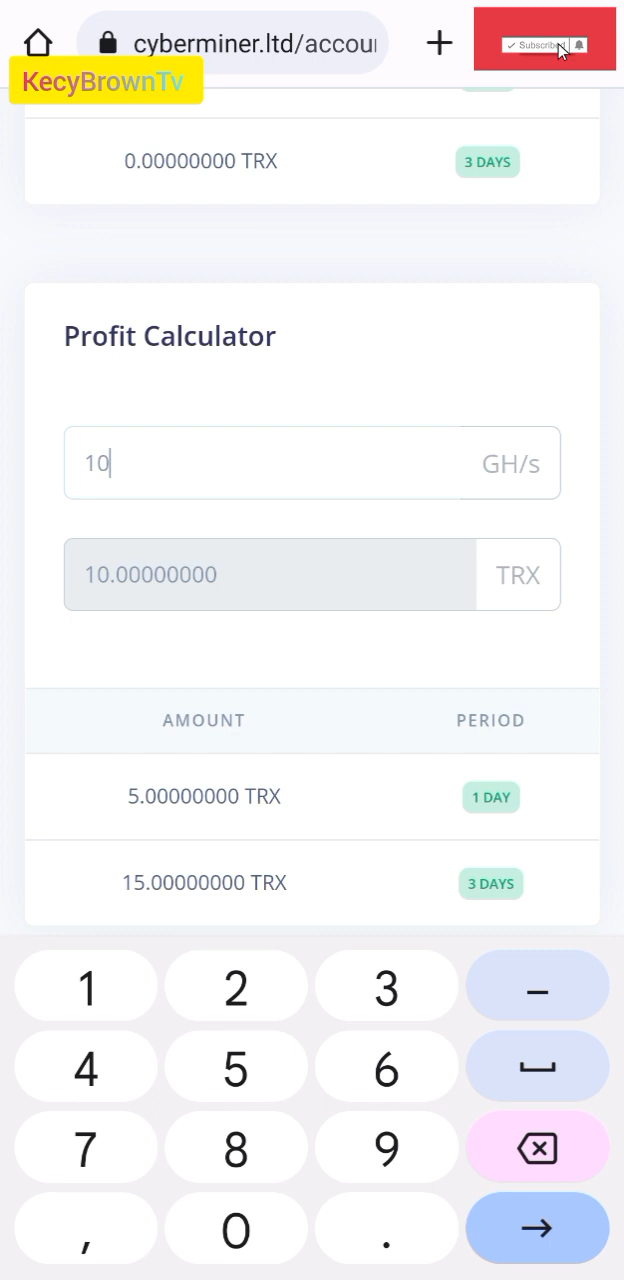 cyberminer.ltd/accou
Subscribed
KecyBrownTv
0.00000000 TRX
3 DAYS
Profit Calculator
10
GH/s
10.00000000
TRX
AMOUNT
PERIOD
5.00000000 TRX
1 DAY
15.00000000 TRX
3 DAYS
1 2 3 –
4 5 6
7 8 9
, 0 .